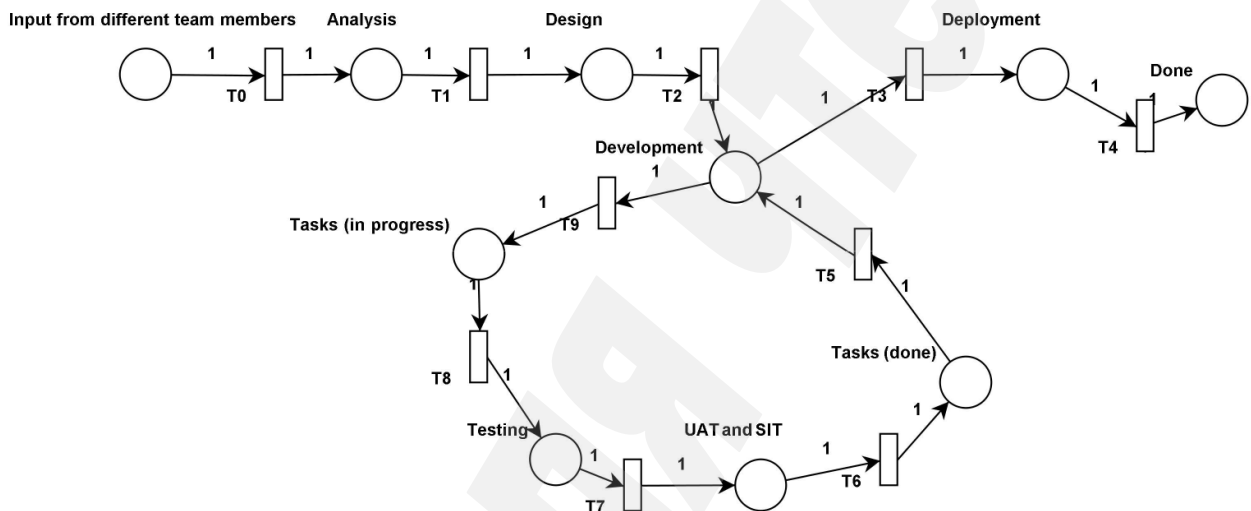 Input from different team members
Analysis
Design
Deployment
1
1
1
1
1
1
Done
1
1
T0
T1
T2
T3
1
T4
Development
1
1
1
T9
1
Tasks (in progress)
T5
1
1
Tasks (done)
T8
1
1
Testing
UAT and SIT
1
1
1
T7
T6